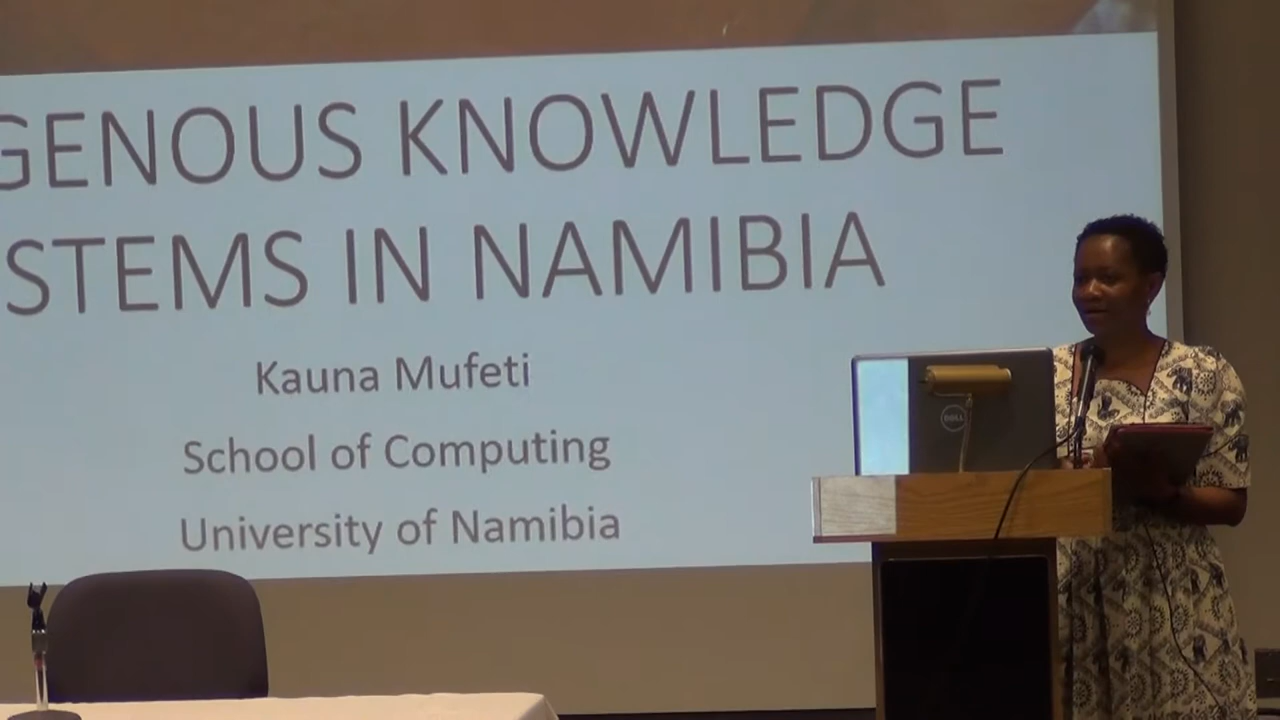 GENOUS KNOWLEDGE
STEMS IN NAMIBIA
Kauna Mufeti
School of Computing
University of Namibia
DELL